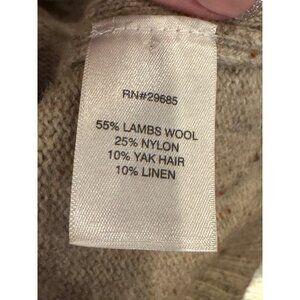 RN#29685
55% LAMBS WOOL
25% NYLON
10% YAK HAIR
10% LINEN